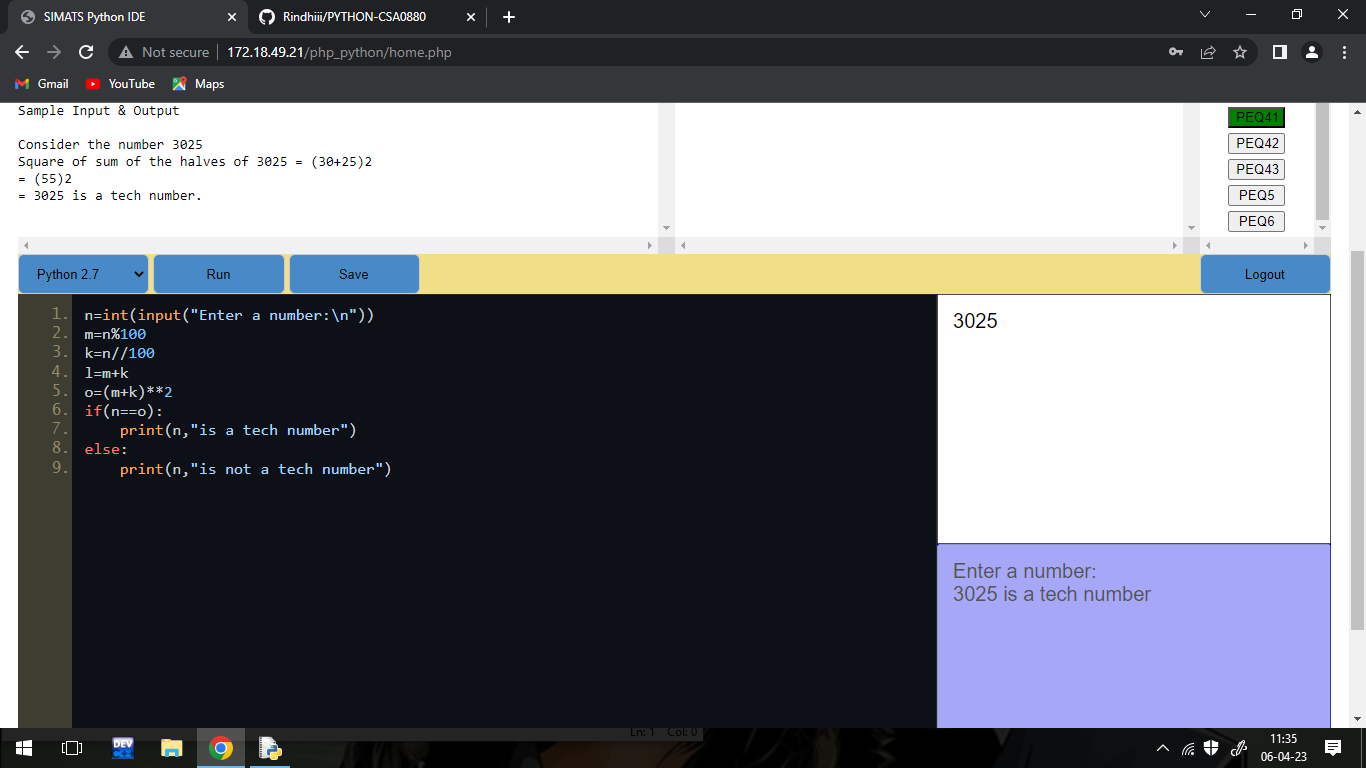 SIMATS Python IDE
Rindhiii/PYTHON-CSA0880
Not secure
172.18.49.21/php_python/home.php
Gmail
YouTube
Maps
Sample Input & Output
Consider the number 3025
Square of sum of the halves of 3025 = (30+25)2
= (55)2
= 3025 is a tech number.
PEQ41
PEQ42
PEQ43
PEQ5
PEQ6
Python 2.7
Run
Save
Logout
1. n=int(input("Enter a number:\n"))
2. m=n%100
3. k=n//100
4. l=m+k
5. o=(m+k)**2
6. if(n==o):
7.     print(n,"is a tech number")
8. else:
9.     print(n,"is not a tech number")
3025
Enter a number:
3025 is a tech number
Ln: 1 Col: 0
DEV
C++
11:35
06-04-23